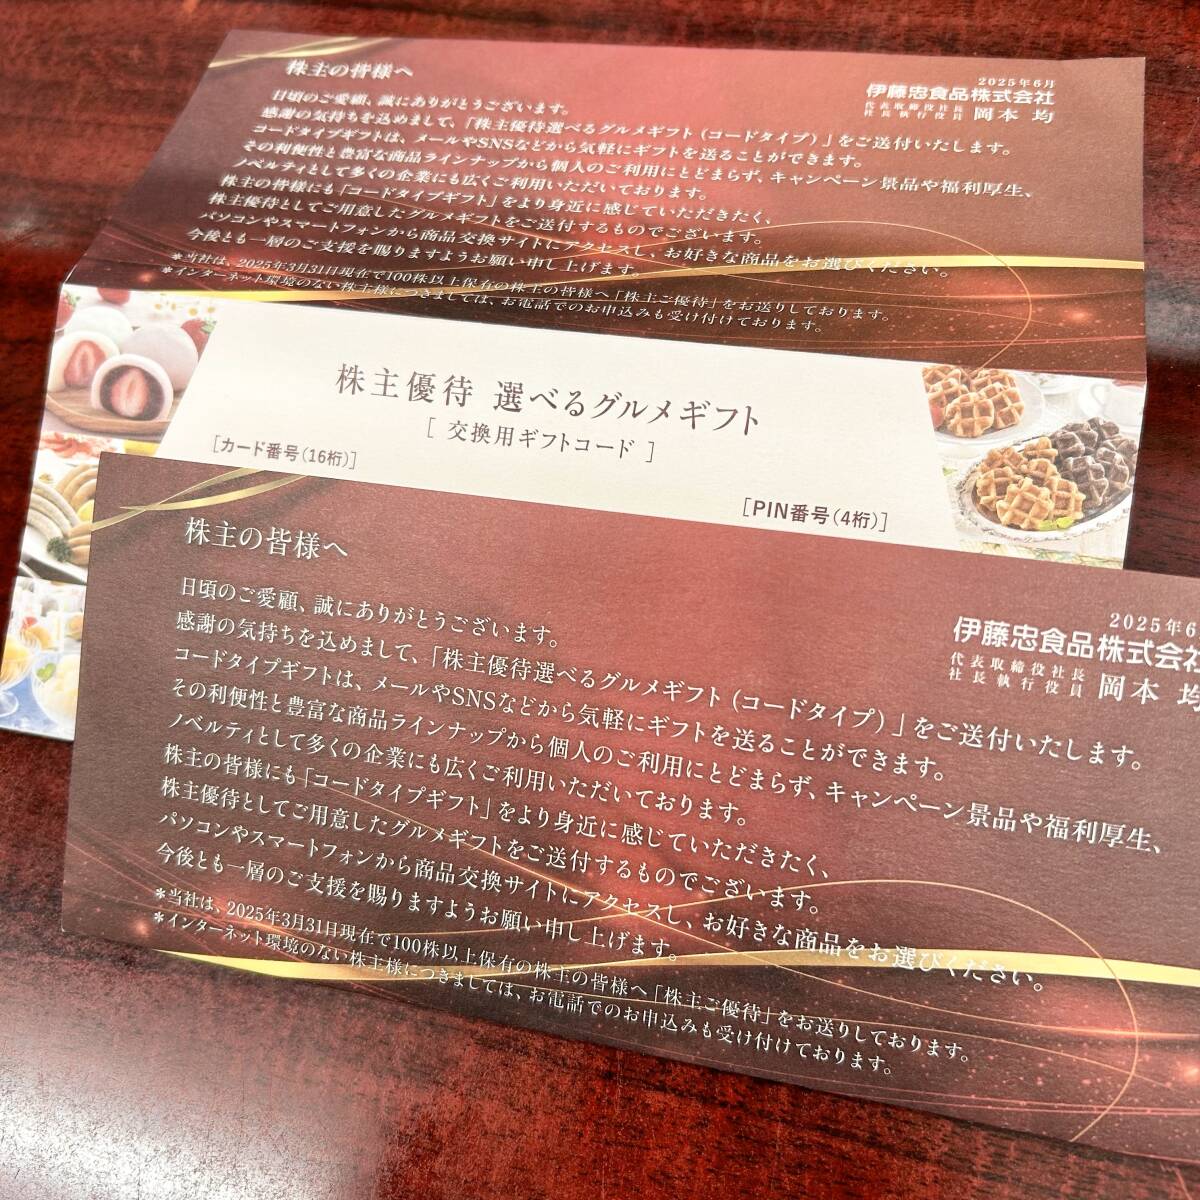 株主の皆様へ
2025年6月
伊藤忠食品株式会社
代表取締役社長
社長執行役員 岡本 均
日頃のご愛顧、誠にありがとうございます。
感謝の気持ちを込めまして、「株主優待選べるグルメギフト(コードタイプ)」をご送付いたします。
コードタイプギフトは、メールやSNSなどから気軽にギフトを送ることができます。
その利便性と豊富な商品ラインナップから個人のご利用にとどまらず、キャンペーン景品や福利厚生、
ノベルティとして多くの企業にも広くご利用いただいております。
株主の皆様にも「コードタイプギフト」をより身近に感じていただきたく、
株主優待としてご用意したグルメギフトをご送付するものでございます。
パソコンやスマートフォンから商品交換サイトにアクセスし、お好きな商品をお選びください。
今後とも一層のご支援を賜りますようお願い申し上げます。
*当社は、2025年3月31日現在で100株以上保有の株主の皆様へ「株主ご優待」をお送りしております。
*インターネット環境のない株主様につきましては、お電話でのお申込みも受け付けております。
株主優待 選べるグルメギフト
[ 交換用ギフトコード ]
[カード番号(16桁)]
[PIN番号(4桁)]
株主の皆様へ
2025年6
伊藤忠食品株式会社
代表取締役社長
社長執行役員 岡本 均
日頃のご愛顧、誠にありがとうございます。
感謝の気持ちを込めまして、「株主優待選べるグルメギフト(コードタイプ)」をご送付いたします。
コードタイプギフトは、メールやSNSなどから気軽にギフトを送ることができます。
その利便性と豊富な商品ラインナップから個人のご利用にとどまらず、キャンペーン景品や福利厚生、
ノベルティとして多くの企業にも広くご利用いただいております。
株主の皆様にも「コードタイプギフト」をより身近に感じていただきたく、
株主優待としてご用意したグルメギフトをご送付するものでございます。
パソコンやスマートフォンから商品交換サイトにアクセスし、お好きな商品をお選びください。
今後とも一層のご支援を賜りますようお願い申し上げます。
*当社は、2025年3月31日現在で100株以上保有の株主の皆様へ「株主ご優待」をお送りしております。
*インターネット環境のない株主様につきましては、お電話でのお申込みも受け付けております。